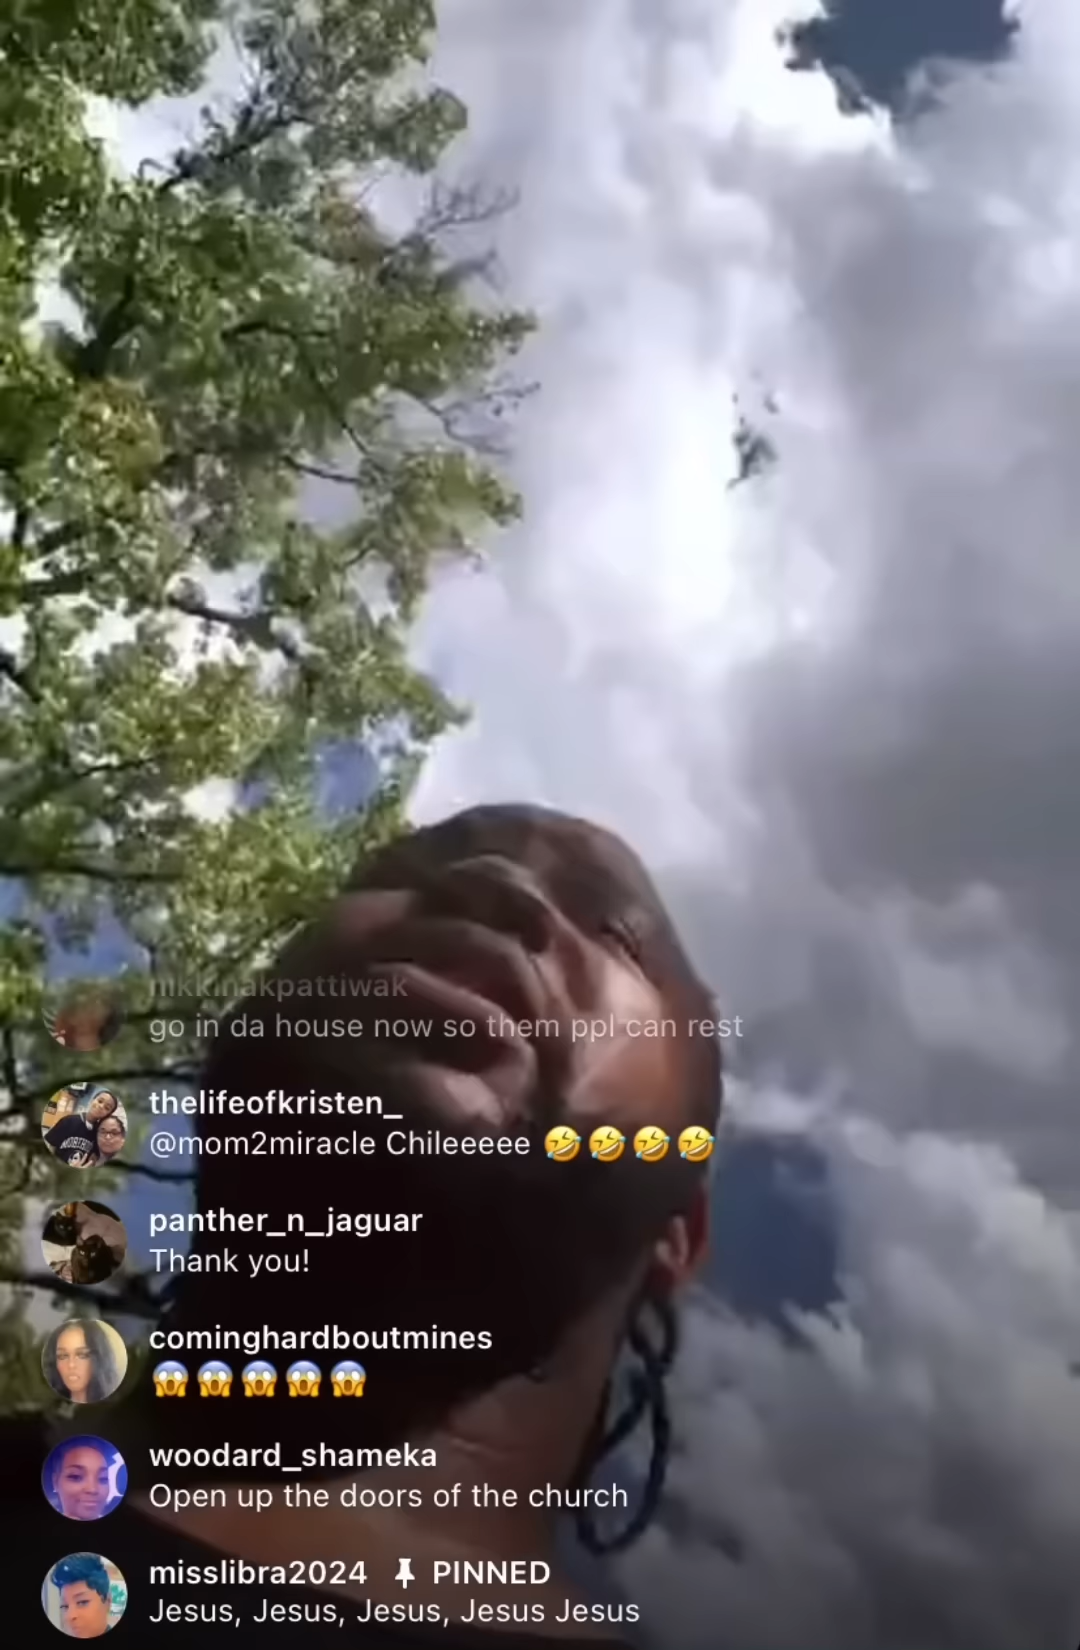 nikkinakpattiwak
go in da house now so them ppl can rest
thelifeofkristen_
@mom2miracle Chileeeee 🤣🤣🤣🤣
panther_n_jaguar
Thank you!
cominghardboutmines
😱😱😱😱😱
woodard_shameka
Open up the doors of the church
misslibra2024 PINNED
Jesus, Jesus, Jesus, Jesus Jesus